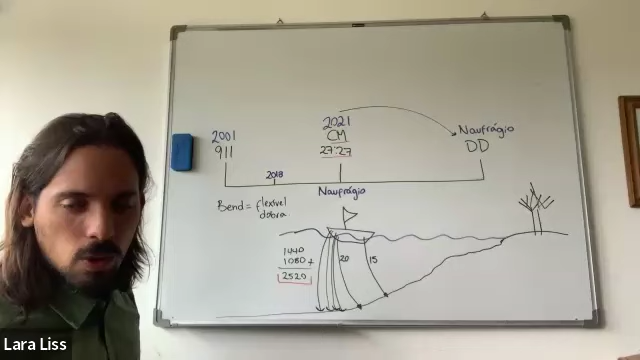 2001
911
2018
2021
CM
27:27
Naufrágio
DD
Naufrágio
Bend = flexível
dobra
1440
1080 +
2520
20
15
Lara Liss